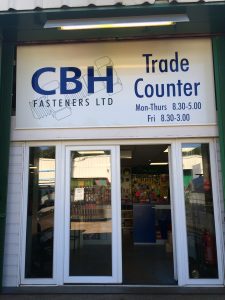 CBH
FASTENERS LTD
Trade
Counter
Mon-Thurs 8.30-5.00
Fri 8.30-3.00